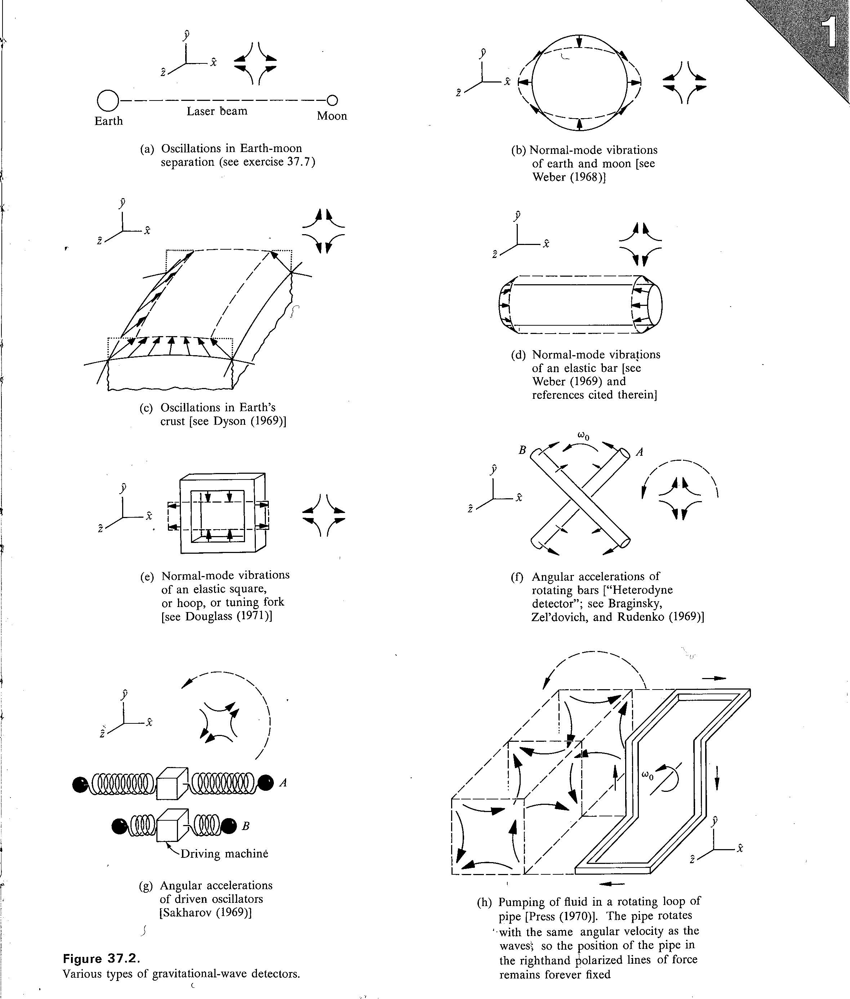 1
ŷ
x̂
ẑ
Earth
Laser beam
Moon
(a) Oscillations in Earth-moon
separation (see exercise 37.7)
ŷ
x̂
ẑ
(b) Normal-mode vibrations
of earth and moon [see
Weber (1968)]
ŷ
x̂
ẑ
(c) Oscillations in Earth’s
crust [see Dyson (1969)]
ŷ
x̂
ẑ
(d) Normal-mode vibrations
of an elastic bar [see
Weber (1969) and
references cited therein]
ŷ
x̂
ẑ
(e) Normal-mode vibrations
of an elastic square,
or hoop, or tuning fork
[see Douglass (1971)]
ω₀
B
A
ŷ
x̂
ẑ
(f) Angular accelerations of
rotating bars [“Heterodyne
detector”; see Braginsky,
Zel’dovich, and Rudenko (1969)]
ŷ
x̂
ẑ
A
B
Driving machine
(g) Angular accelerations
of driven oscillators
[Sakharov (1969)]
ω₀
ŷ
x̂
ẑ
(h) Pumping of fluid in a rotating loop of
pipe [Press (1970)]. The pipe rotates
with the same angular velocity as the
waves; so the position of the pipe in
the righthand polarized lines of force
remains forever fixed
Figure 37.2.
Various types of gravitational-wave detectors.